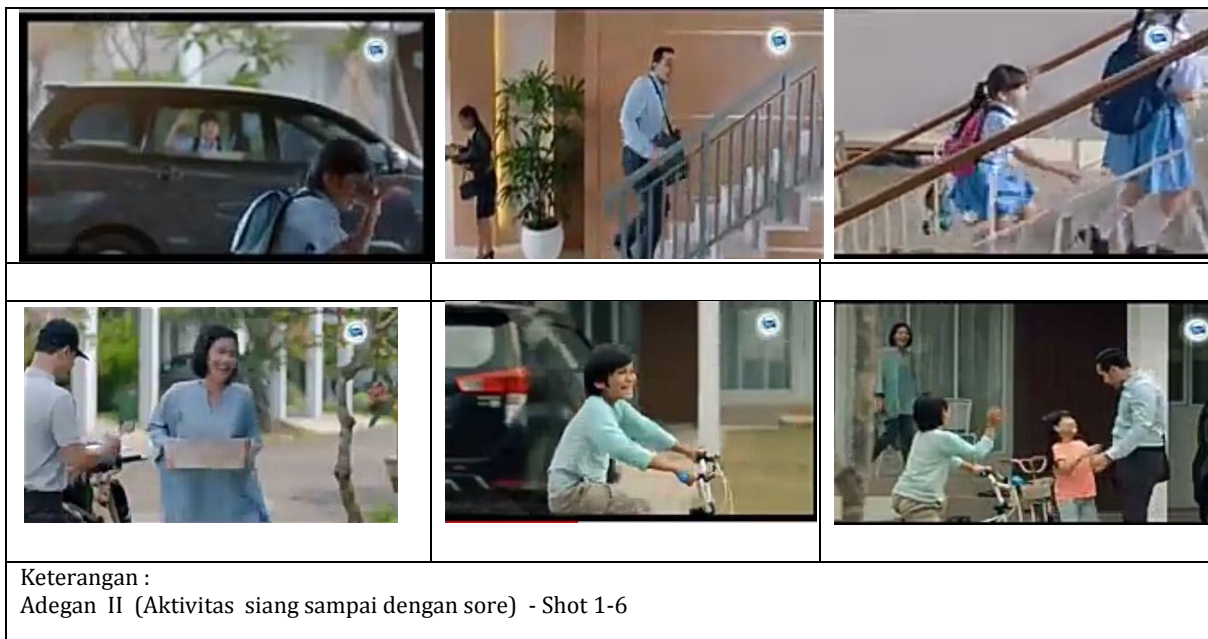 Keterangan :
Adegan II (Aktivitas siang sampai dengan sore) - Shot 1-6